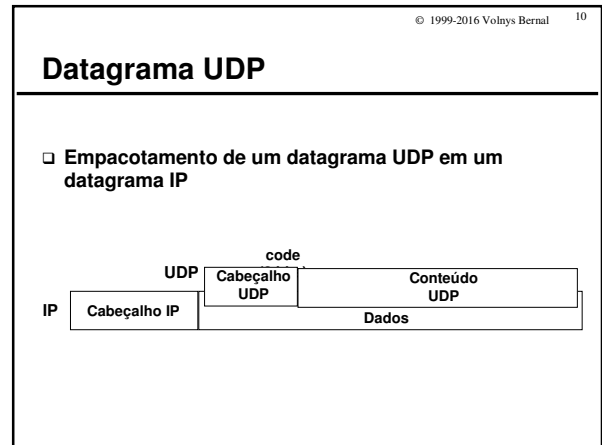 © 1999-2016 Volnys Bernal 10
Datagrama UDP
❑ Empacotamento de um datagrama UDP em um
datagrama IP
code
UDP
Cabeçalho
UDP
Conteúdo
UDP
IP
Cabeçalho IP
Dados